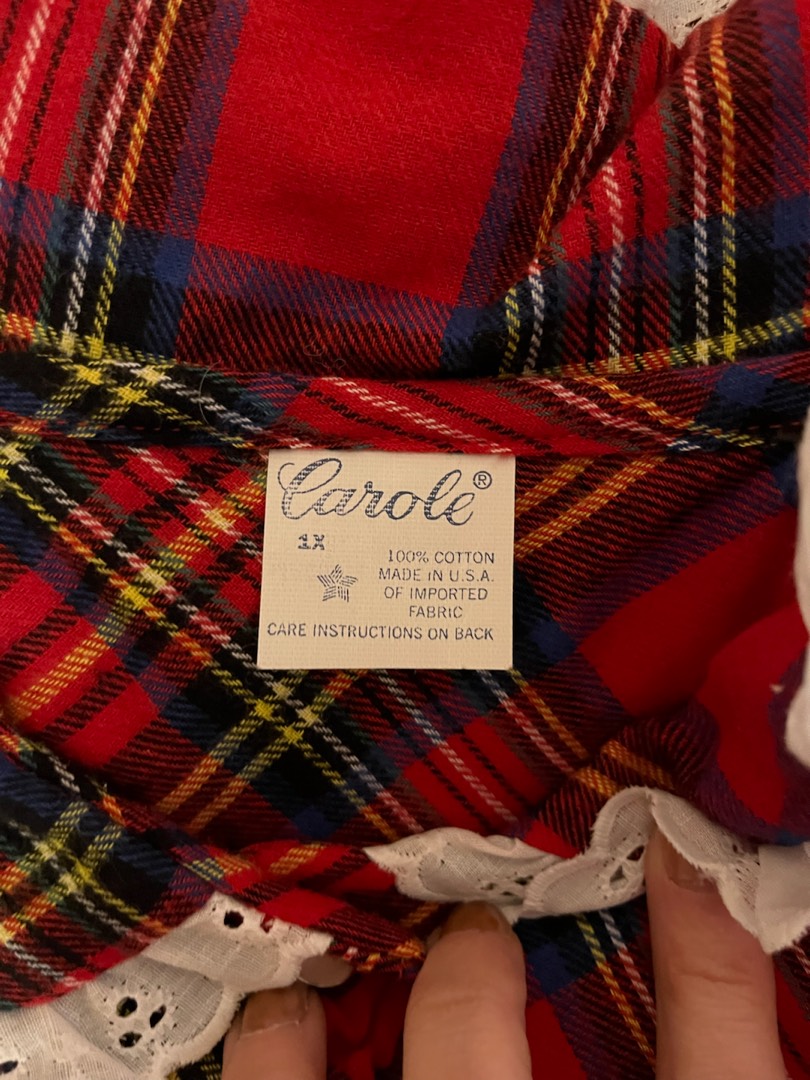 Carole®
1X
100% COTTON
MADE IN U.S.A.
OF IMPORTED
FABRIC
CARE INSTRUCTIONS ON BACK